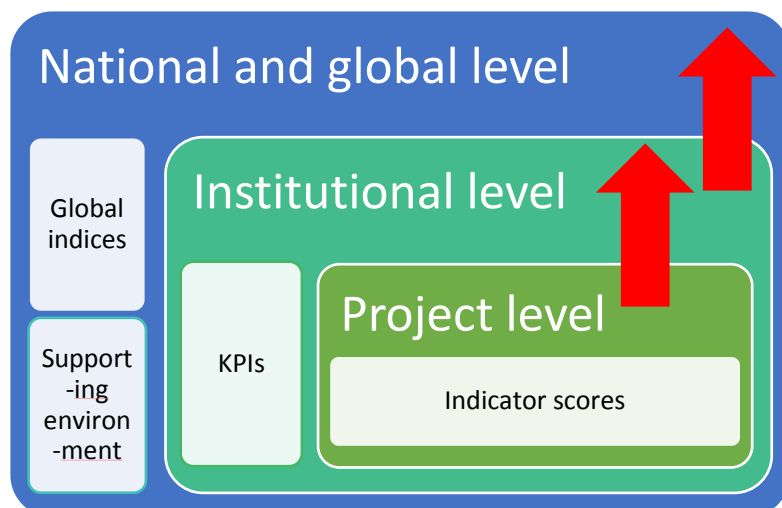 National and global level
Global
indices
Support
-ing
environ
-ment
Institutional level
KPIs
Project level
Indicator scores